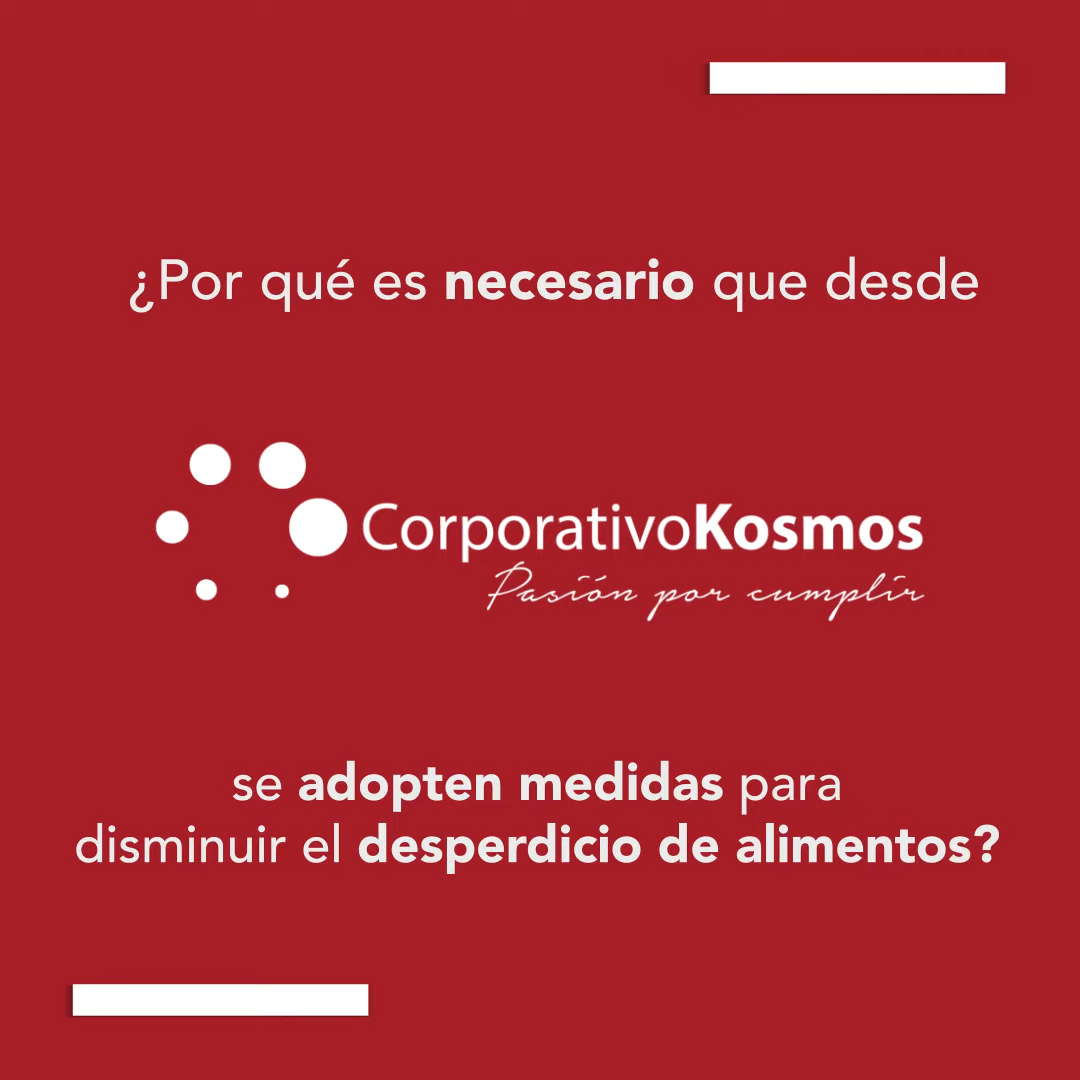 ¿Por qué es necesario que desde
CorporativoKosmos
Pasión por cumplir
se adopten medidas para
disminuir el desperdicio de alimentos?